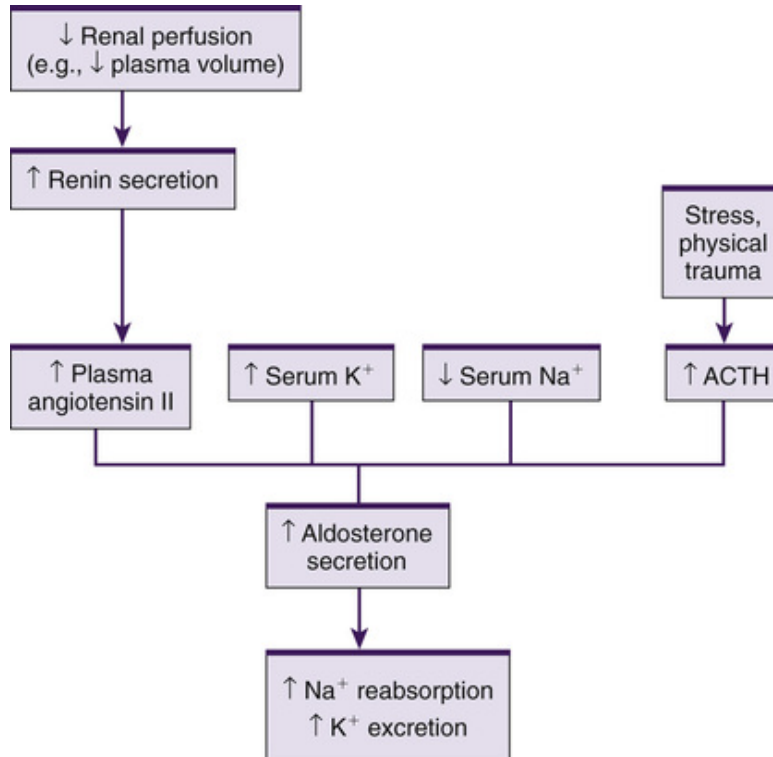 ↓ Renal perfusion
(e.g., ↓ plasma volume)
↑ Renin secretion
Stress,
physical
trauma
↑ Plasma
angiotensin II
↑ Serum K⁺
↓ Serum Na⁺
↑ ACTH
↑ Aldosterone
secretion
↑ Na⁺ reabsorption
↑ K⁺ excretion